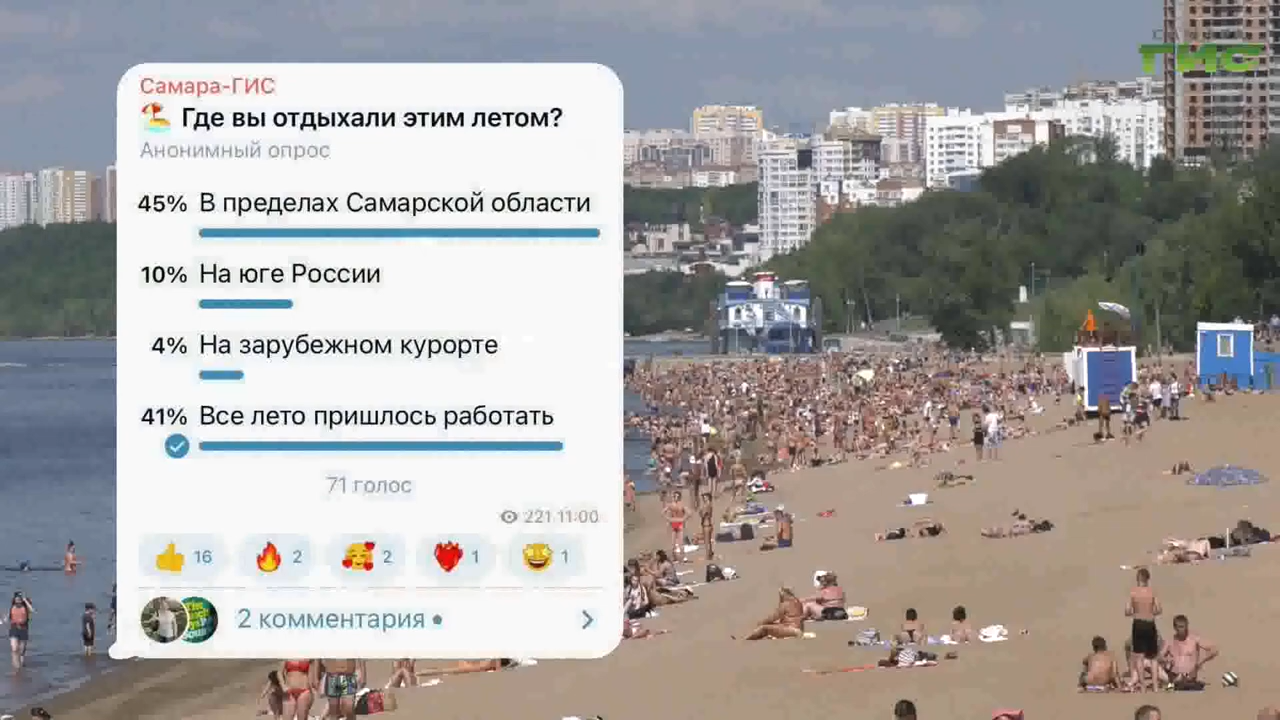 ГИС
Самара-ГИС
Где вы отдыхали этим летом?
Анонимный опрос
45% В пределах Самарской области
10% На юге России
4% На зарубежном курорте
41% Все лето пришлось работать
71 голос
221 11:00
16 2 2 1 1
2 комментария